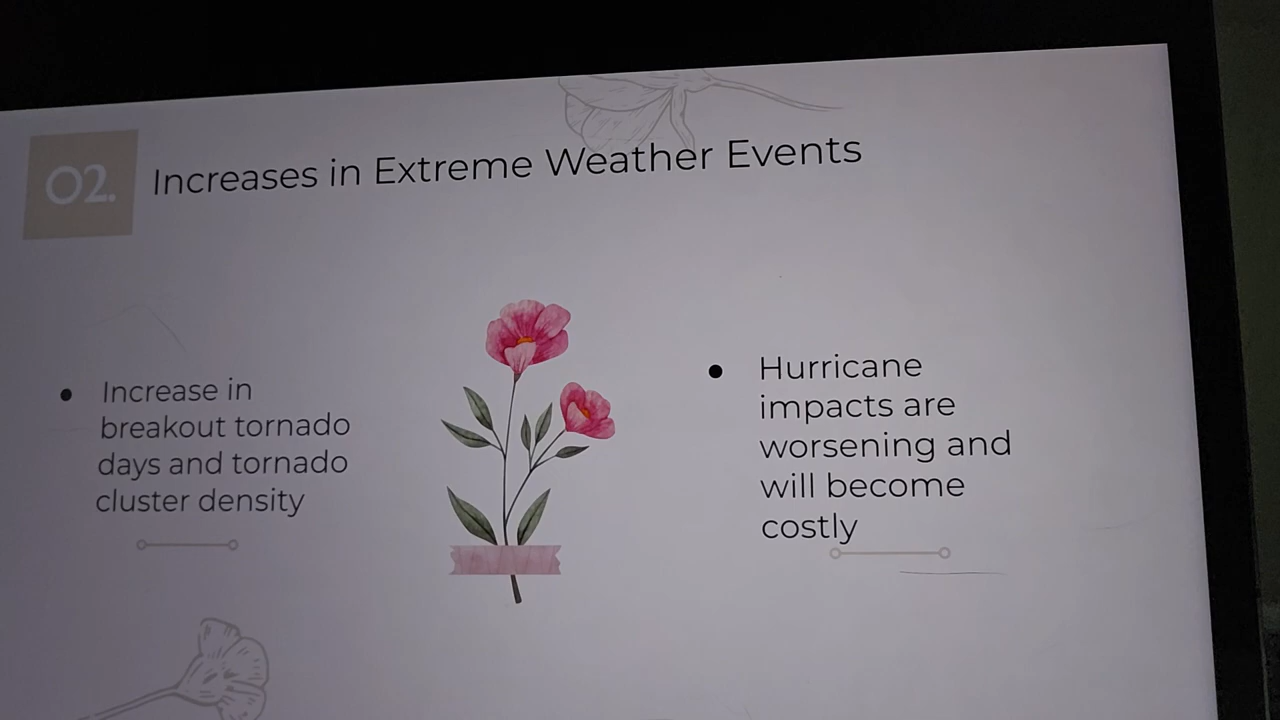 02.
Increases in Extreme Weather Events
● Increase in
breakout tornado
days and tornado
cluster density
● Hurricane
impacts are
worsening and
will become
costly